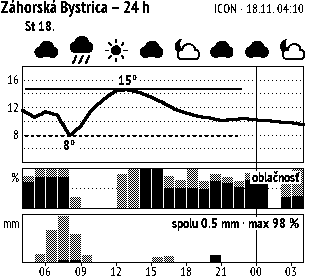 Záhorská Bystrica – 24 h
ICON · 18.11. 04:10
St 18.
16
12
8
15°
8°
%
oblačnosť
mm
spolu 0.5 mm · max 98 %
06 09 12 15 18 21 00 03